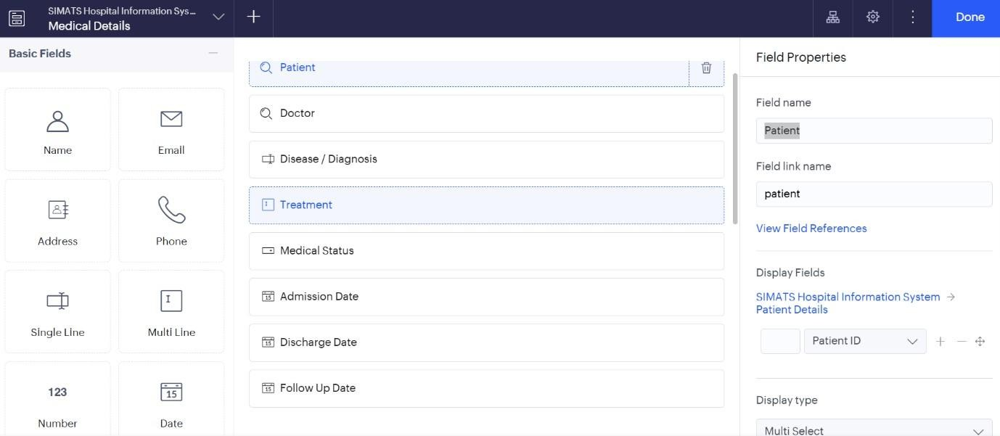 SIMATS Hospital Information Sys...
Medical Details
Done
Basic Fields
Name
Email
Address
Phone
Single Line
Multi Line
123
Number
15
Date
Patient
Doctor
Disease / Diagnosis
Treatment
Medical Status
15 Admission Date
15 Discharge Date
15 Follow Up Date
Field Properties
Field name
Patient
Field link name
patient
View Field References
Display Fields
SIMATS Hospital Information System
Patient Details
Patient ID
Display type
Multi Select